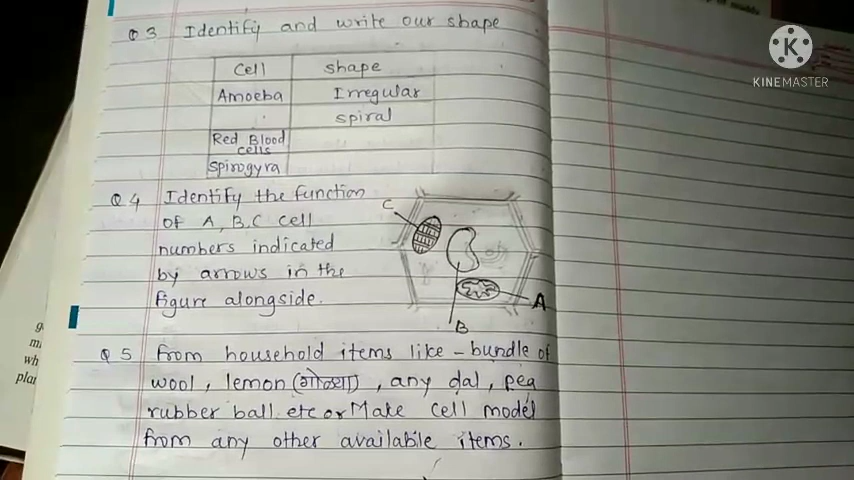 Q 3 Identify and write our shape
Cell shape
Amoeba Irregular
spiral
Red Blood cells
Spirogyra
Q 4 Identify the function
of A, B, C cell
numbers indicated
by arrows in the
figure alongside.
C
A
B
Q 5 From household items like - bundle of
wool, lemon (गोळ्या), any dal, pea
rubber ball etc or Make cell model
from any other available items.
K
KINEMASTER